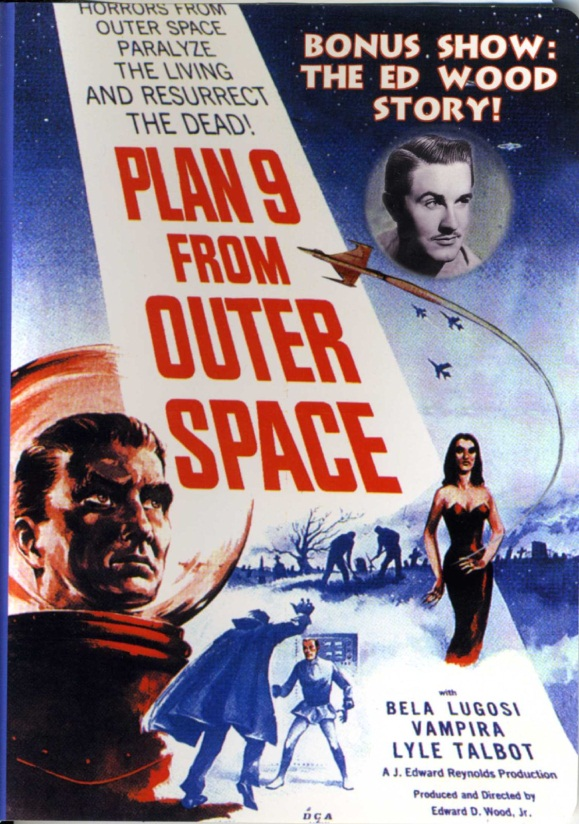 HORRORS FROM
OUTER SPACE
PARALYZE
THE LIVING
AND RESURRECT
THE DEAD!
BONUS SHOW:
THE ED WOOD
STORY!
PLAN 9
FROM
OUTER
SPACE
with
BELA LUGOSI
VAMPIRA
LYLE TALBOT
A J. Edward Reynolds Production
Produced and Directed by
Edward D. Wood, Jr.
DCA